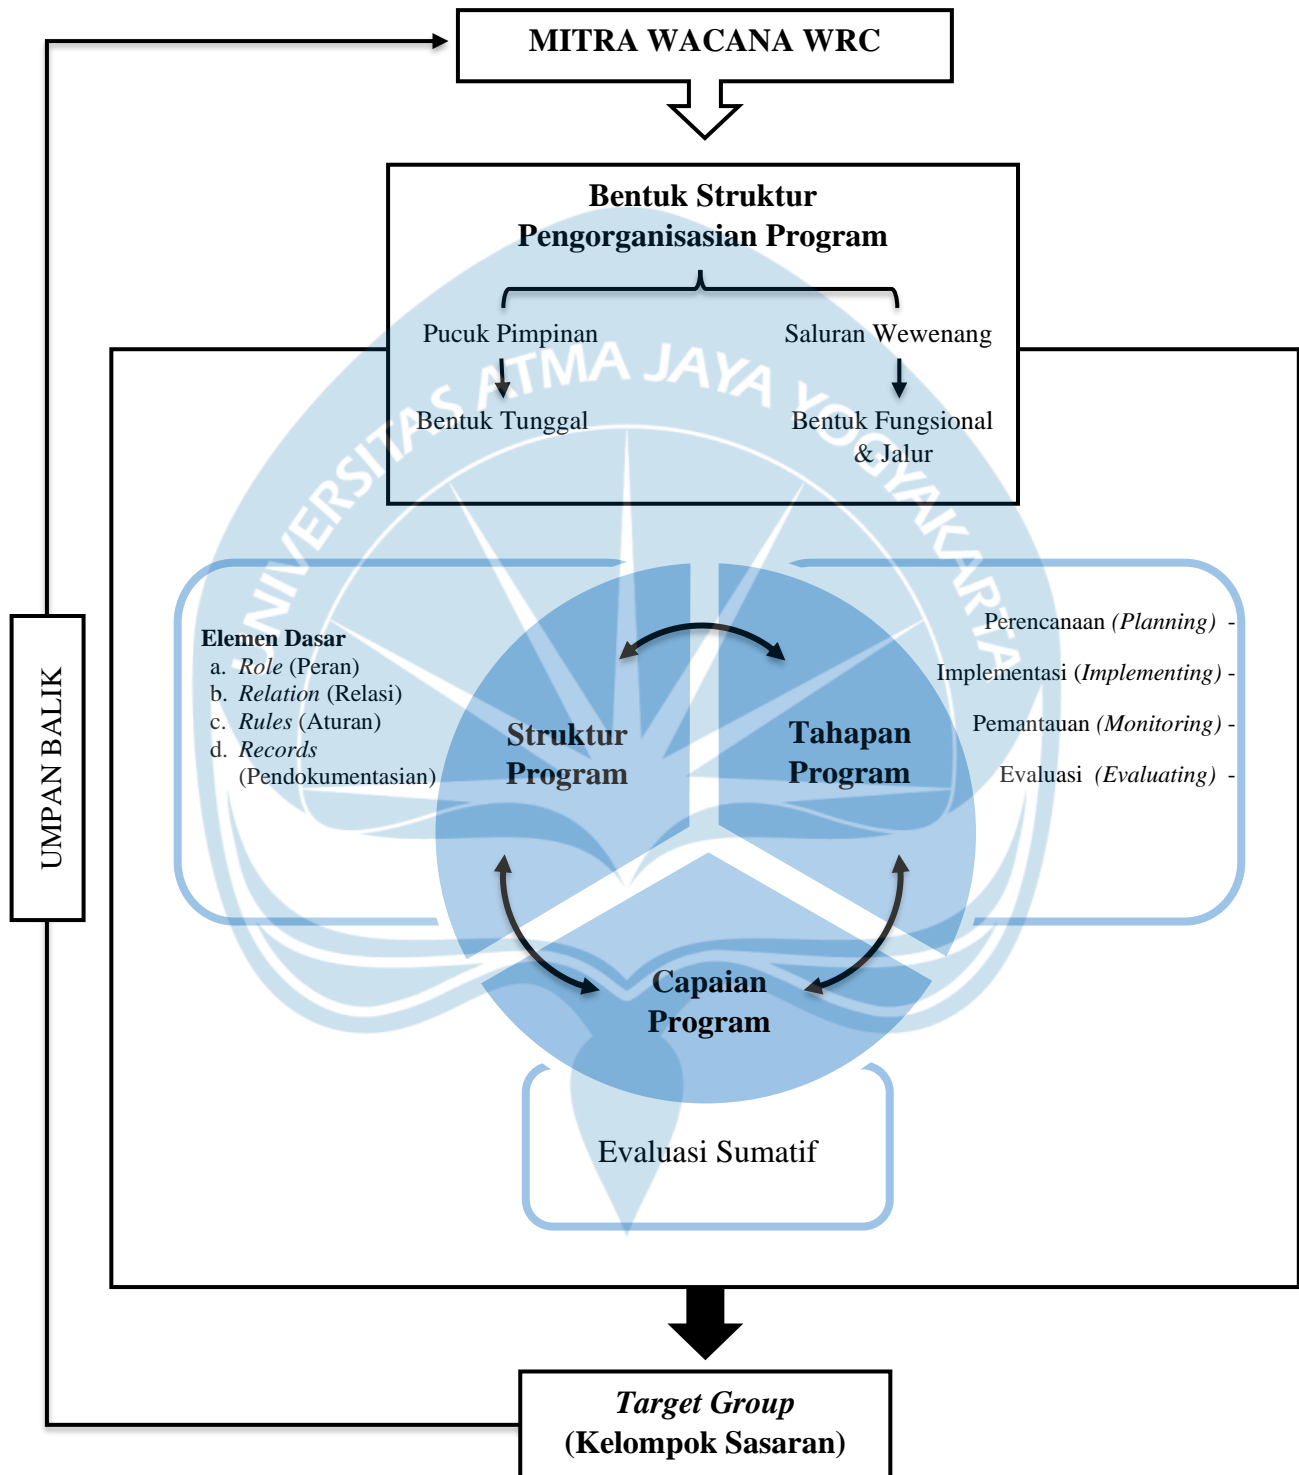 MITRA WACANA WRC
Bentuk Struktur
Pengorganisasian Program
Pucuk Pimpinan
Saluran Wewenang
Bentuk Tunggal
Bentuk Fungsional
& Jalur
UNIVERSITAS ATMA JAYA YOGYAKARTA
UMPAN BALIK
Elemen Dasar
a. Role (Peran)
b. Relation (Relasi)
c. Rules (Aturan)
d. Records
(Pendokumentasian)
Struktur
Program
Tahapan
Program
Perencanaan (Planning) -
Implementasi (Implementing) -
Pemantauan (Monitoring) -
Evaluasi (Evaluating) -
Capaian
Program
Evaluasi Sumatif
Target Group
(Kelompok Sasaran)